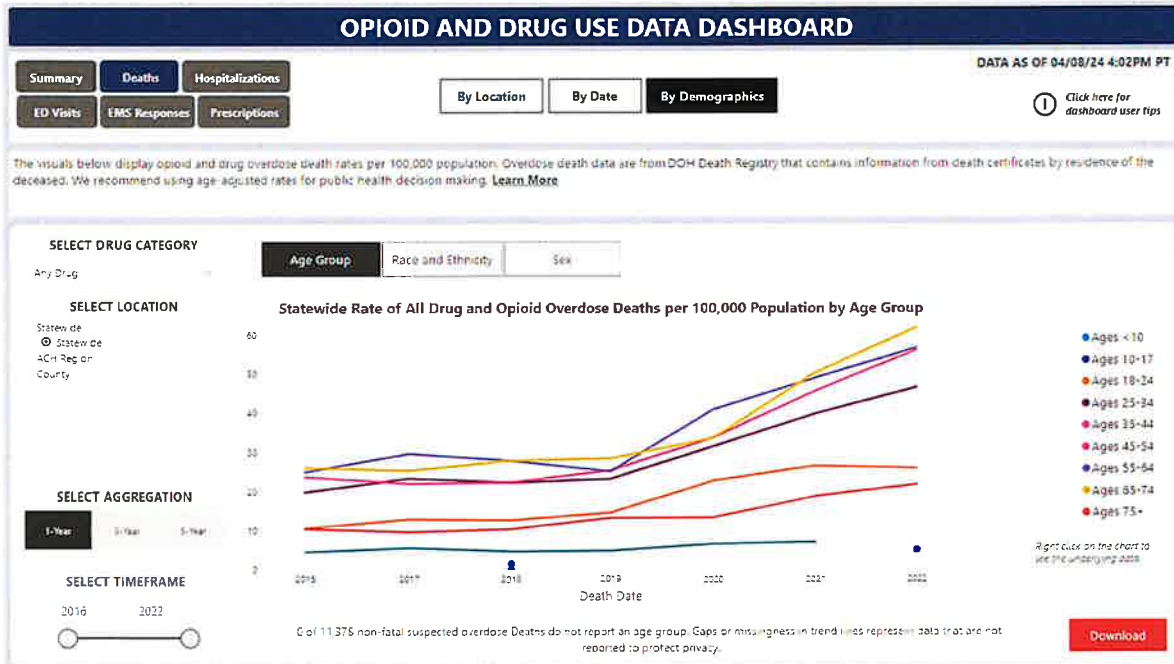 OPIOID AND DRUG USE DATA DASHBOARD
DATA AS OF 04/08/24 4:02PM PT
Summary
Deaths
Hospitalizations
ED Visits
EMS Responses
Prescriptions
By Location
By Date
By Demographics
Click here for
dashboard user tips
The visuals below display opioid and drug overdose death rates per 100,000 population. Overdose death data are from DOH Death Registry that contains information from death certificates by residence of the
deceased. We recommend using age-adjusted rates for public health decision making. Learn More
SELECT DRUG CATEGORY
Any Drug
Age Group
Race and Ethnicity
Sex
SELECT LOCATION
Statewide
Statewide
ACH Region
County
SELECT AGGREGATION
1-Year
3-Year
5-Year
SELECT TIMEFRAME
2016
2022
Statewide Rate of All Drug and Opioid Overdose Deaths per 100,000 Population by Age Group
60
50
40
30
20
10
0
2016
2017
2018
2019
2020
2021
2022
Death Date
Ages <10
Ages 10-17
Ages 18-24
Ages 25-34
Ages 35-44
Ages 45-54
Ages 55-64
Ages 65-74
Ages 75+
Right click on the chart to
see the underlying data
0 of 11,378 non-fatal suspected overdose Deaths do not report an age group. Gaps or missingness in trend lines represent data that are not
reported to protect privacy.
Download